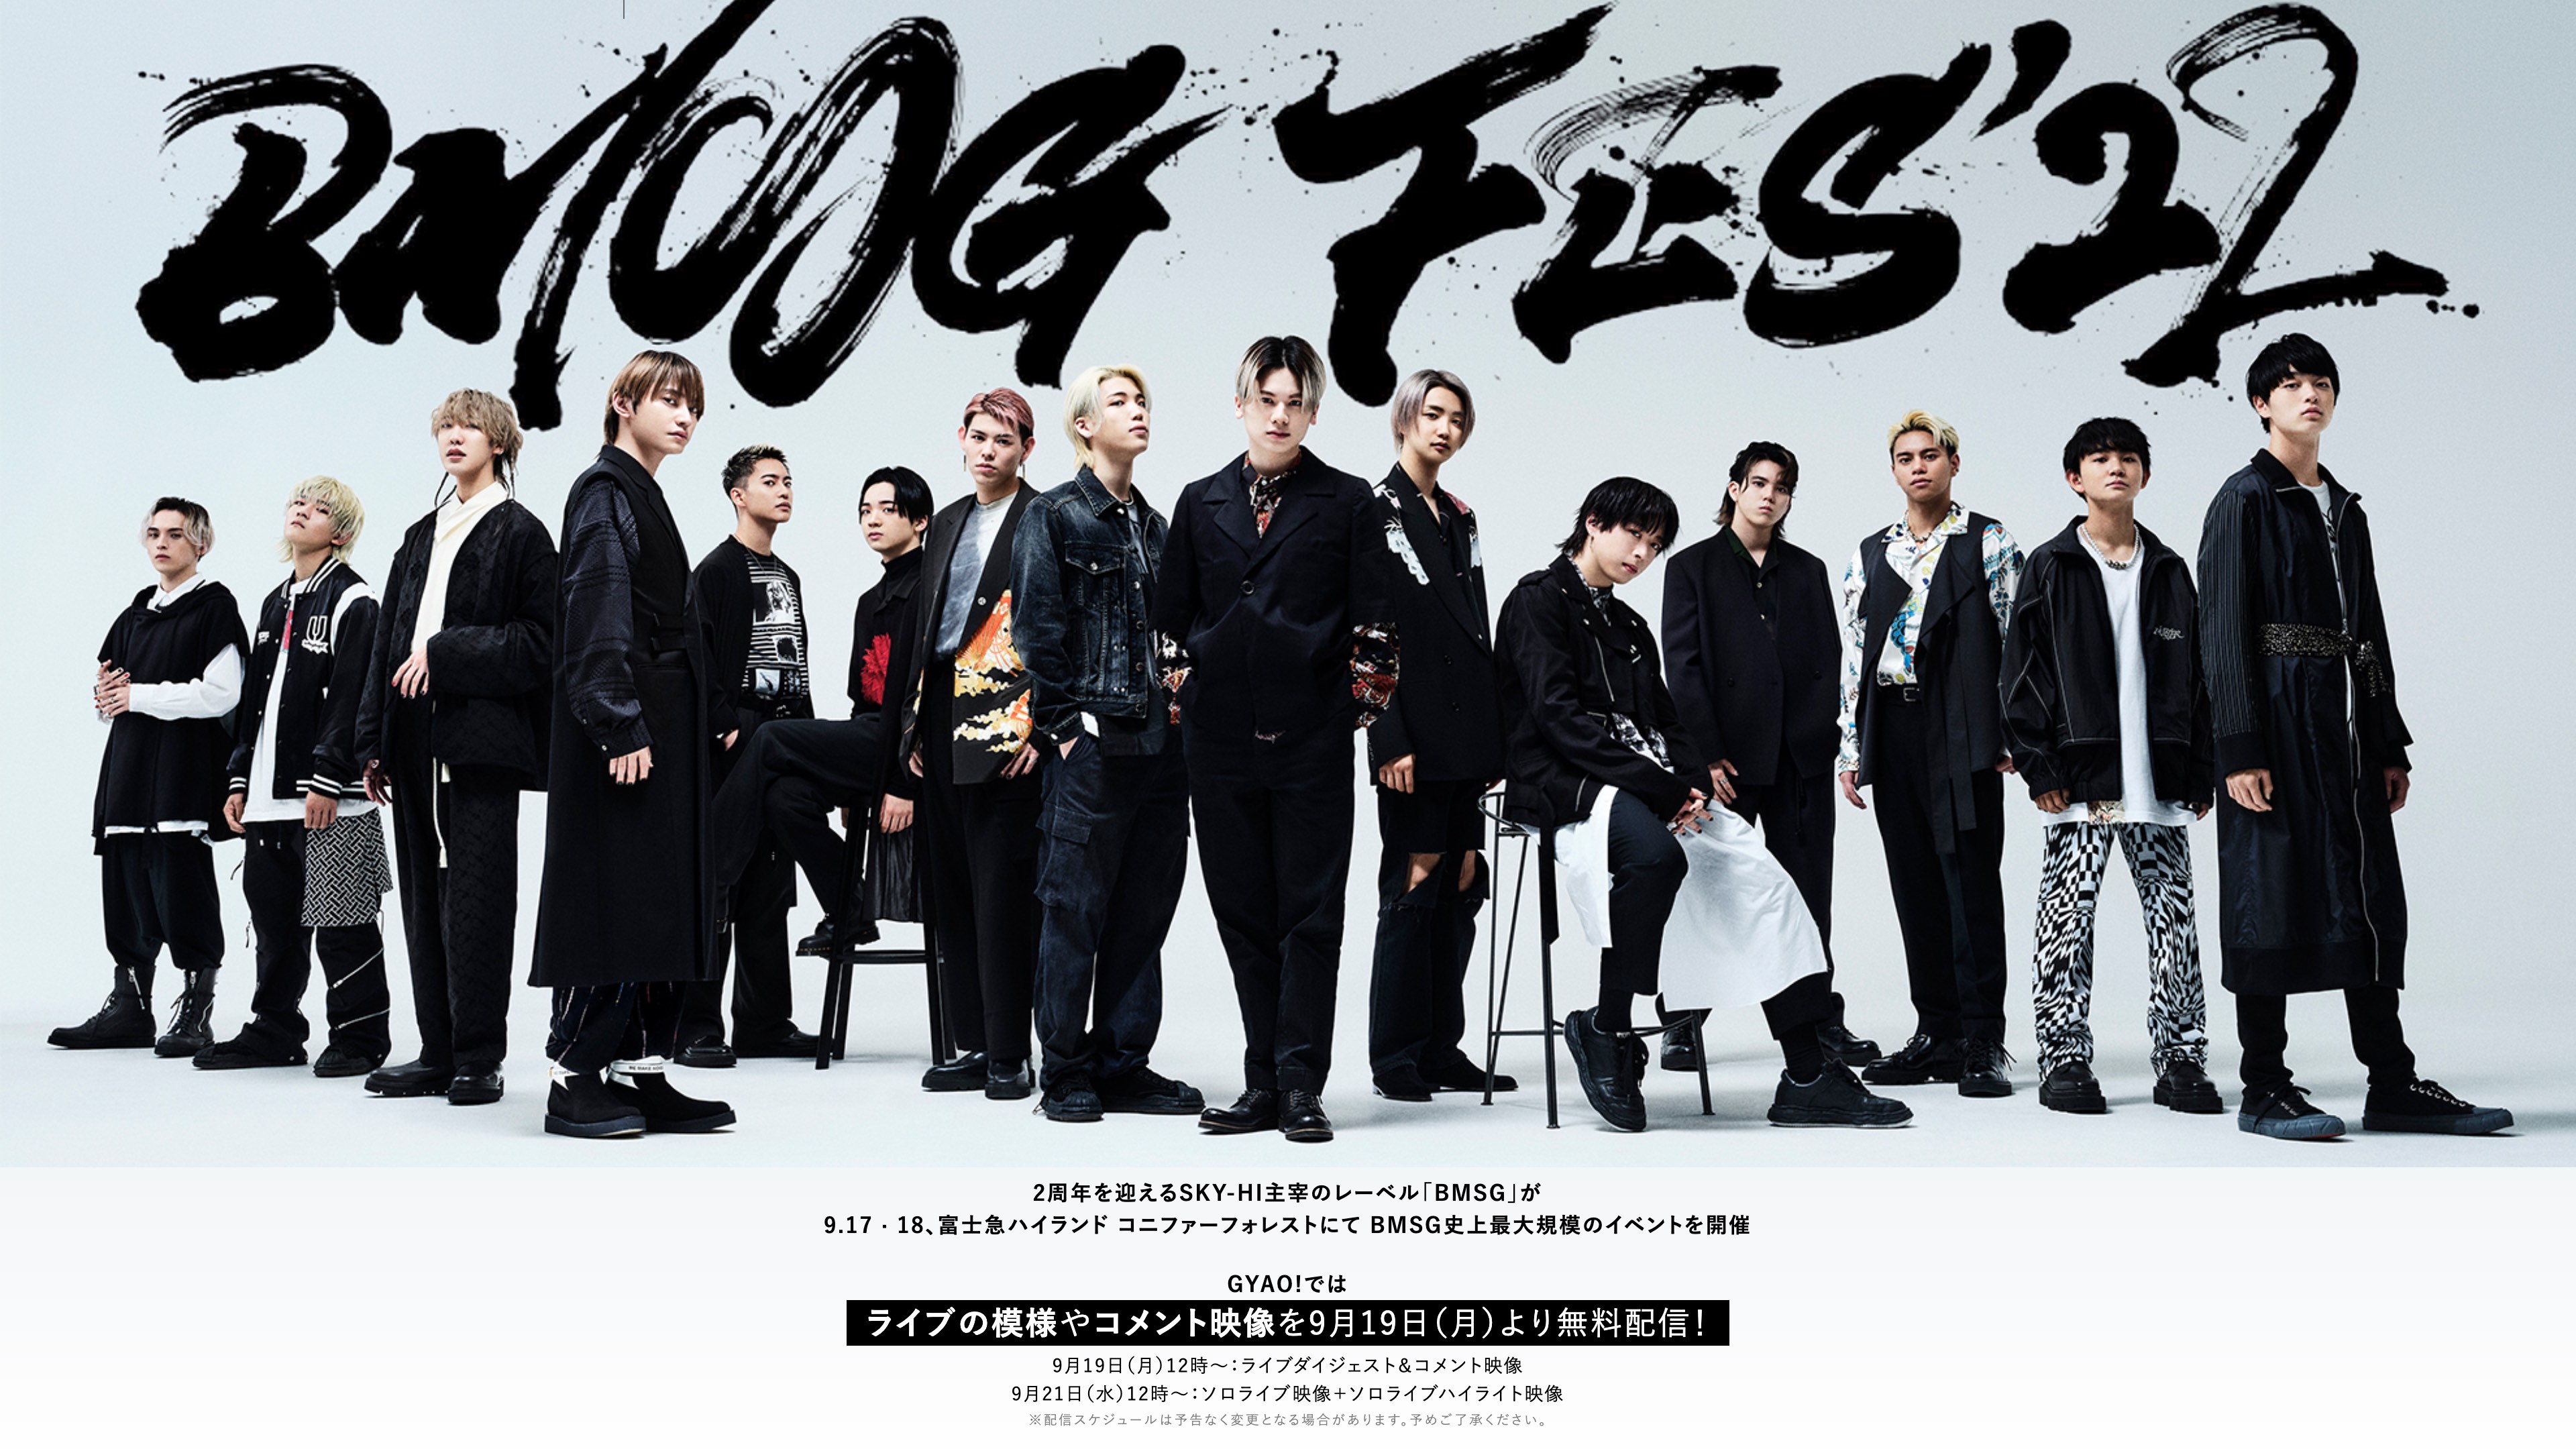 BMSG FES'22
2周年を迎えるSKY-HI主宰のレーベル「BMSG」が
9.17・18、富士急ハイランド コニファーフォレストにて BMSG史上最大規模のイベントを開催
GYAO!では
ライブの模様やコメント映像を9月19日(月)より無料配信!
9月19日(月)12時〜:ライブダイジェスト&コメント映像
9月21日(水)12時〜:ソロライブ映像+ソロライブハイライト映像
※配信スケジュールは予告なく変更となる場合があります。予めご了承ください。